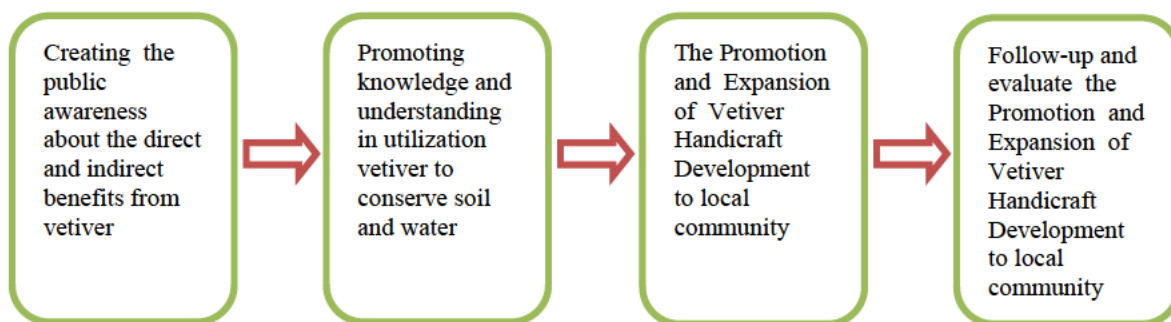 Creating the
public
awareness
about the direct
and indirect
benefits from
vetiver
Promoting
knowledge and
understanding
in utilization
vetiver to
conserve soil
and water
The Promotion
and Expansion
of Vetiver
Handicraft
Development
to local
community
Follow-up and
evaluate the
Promotion and
Expansion of
Vetiver
Handicraft
Development
to local
community